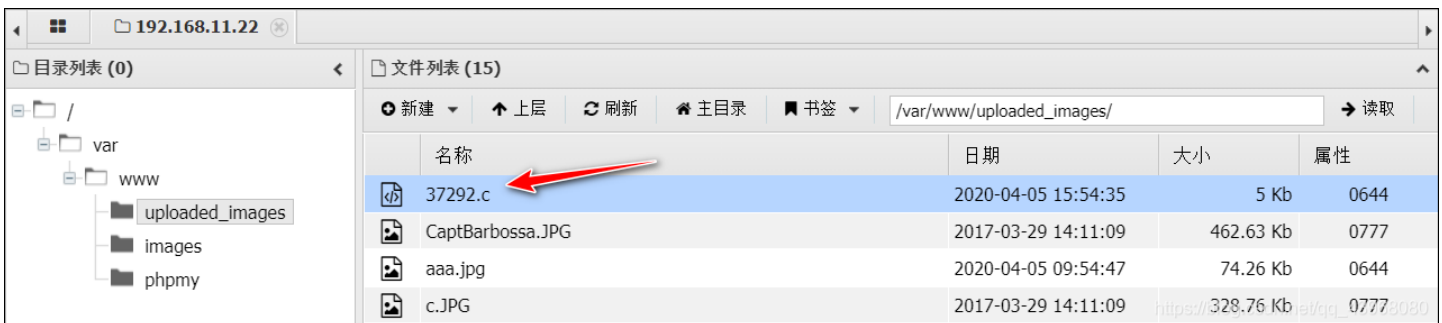 192.168.11.22
目录列表 (0)
文件列表 (15)
新建 上层 刷新 主目录 书签 /var/www/uploaded_images/ 读取
/
var
www
uploaded_images
images
phpmy
名称 日期 大小 属性
37292.c 2020-04-05 15:54:35 5 Kb 0644
CaptBarbossa.JPG 2017-03-29 14:11:09 462.63 Kb 0777
aaa.jpg 2020-04-05 09:54:47 74.26 Kb 0644
c.JPG 2017-03-29 14:11:09 328.76 Kb 0777